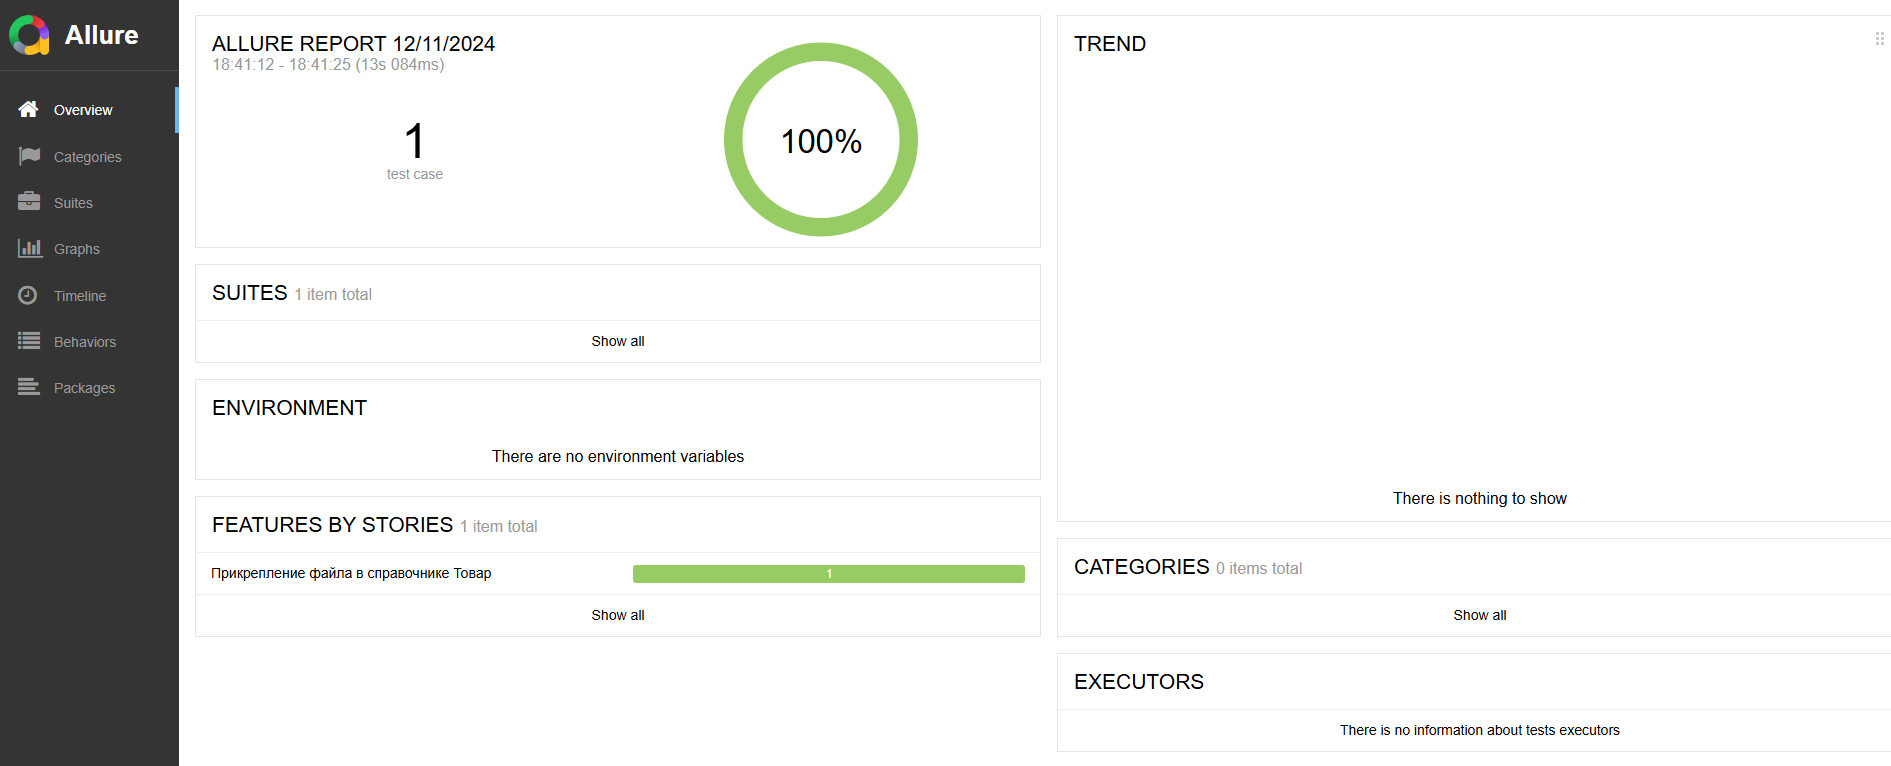 Allure
Overview
Categories
Suites
Graphs
Timeline
Behaviors
Packages
ALLURE REPORT 12/11/2024
18:41:12 - 18:41:25 (13s 084ms)
1
test case
100%
SUITES 1 item total
Show all
ENVIRONMENT
There are no environment variables
FEATURES BY STORIES 1 item total
Прикрепление файла в справочнике Товар 1
Show all
TREND
There is nothing to show
CATEGORIES 0 items total
Show all
EXECUTORS
There is no information about tests executors